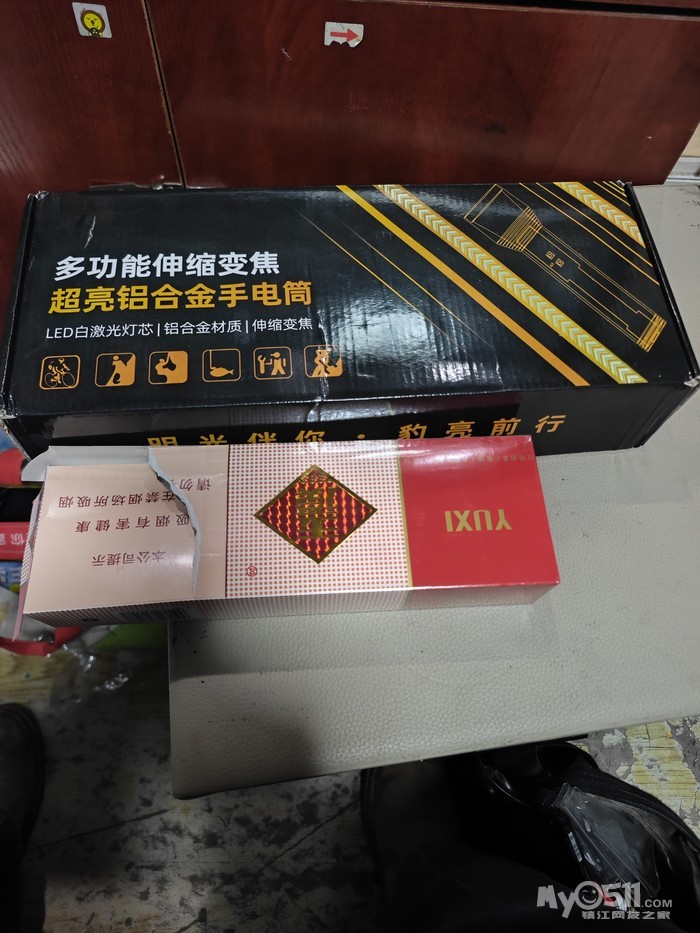 多功能伸缩变焦
超亮铝合金手电筒
LED白激光灯芯|铝合金材质|伸缩变焦
明光伴你·豹亮前行
YUXI
®
本公司提示
吸烟有害健康
请勿在禁烟场所吸烟
My0511.COM
镇江网友之家